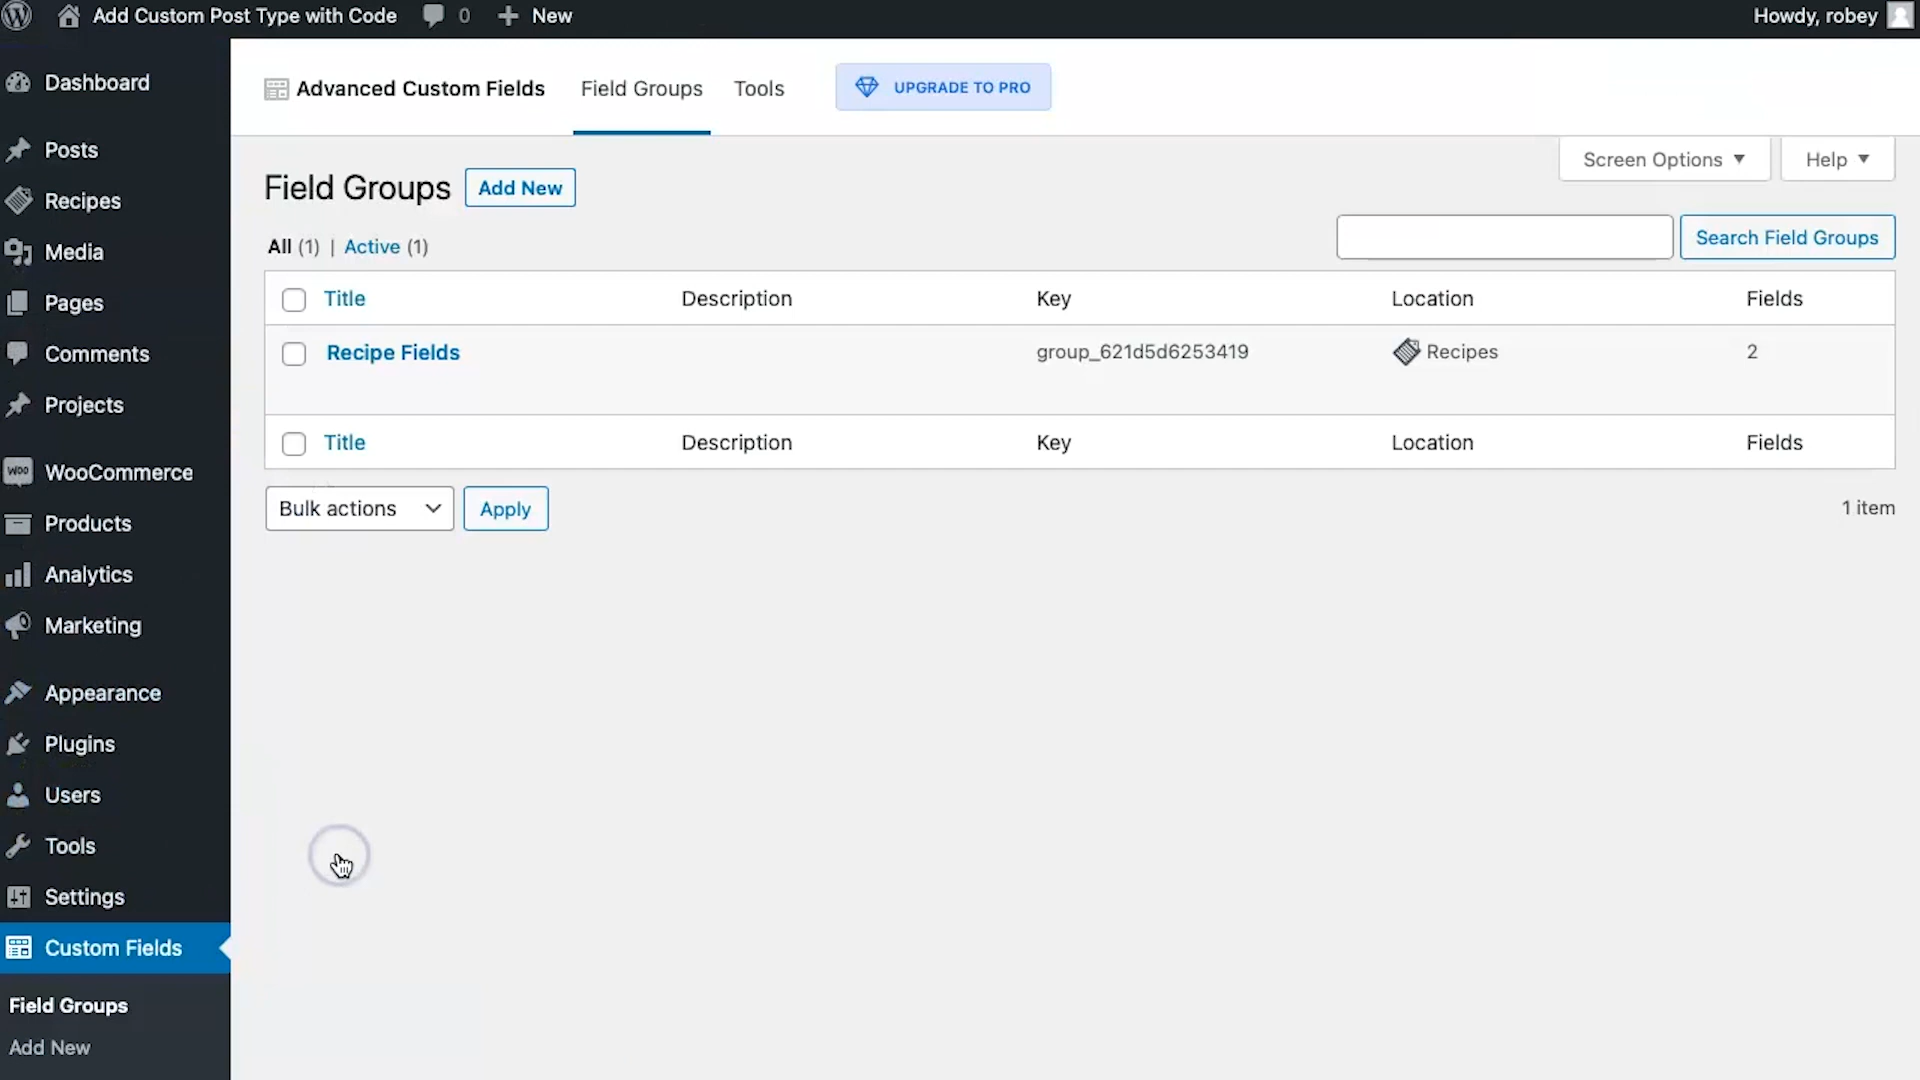 Add Custom Post Type with Code 0 New Howdy, robey
Dashboard
Posts
Recipes
Media
Pages
Comments
Projects
WOO WooCommerce
Products
Analytics
Marketing
Appearance
Plugins
Users
Tools
Settings
Custom Fields
Field Groups
Add New
Advanced Custom Fields Field Groups Tools UPGRADE TO PRO
Screen Options Help
Field Groups Add New
All (1) | Active (1) Search Field Groups
Title Description Key Location Fields
Recipe Fields group_621d5d6253419 Recipes 2
Title Description Key Location Fields
Bulk actions Apply 1 item